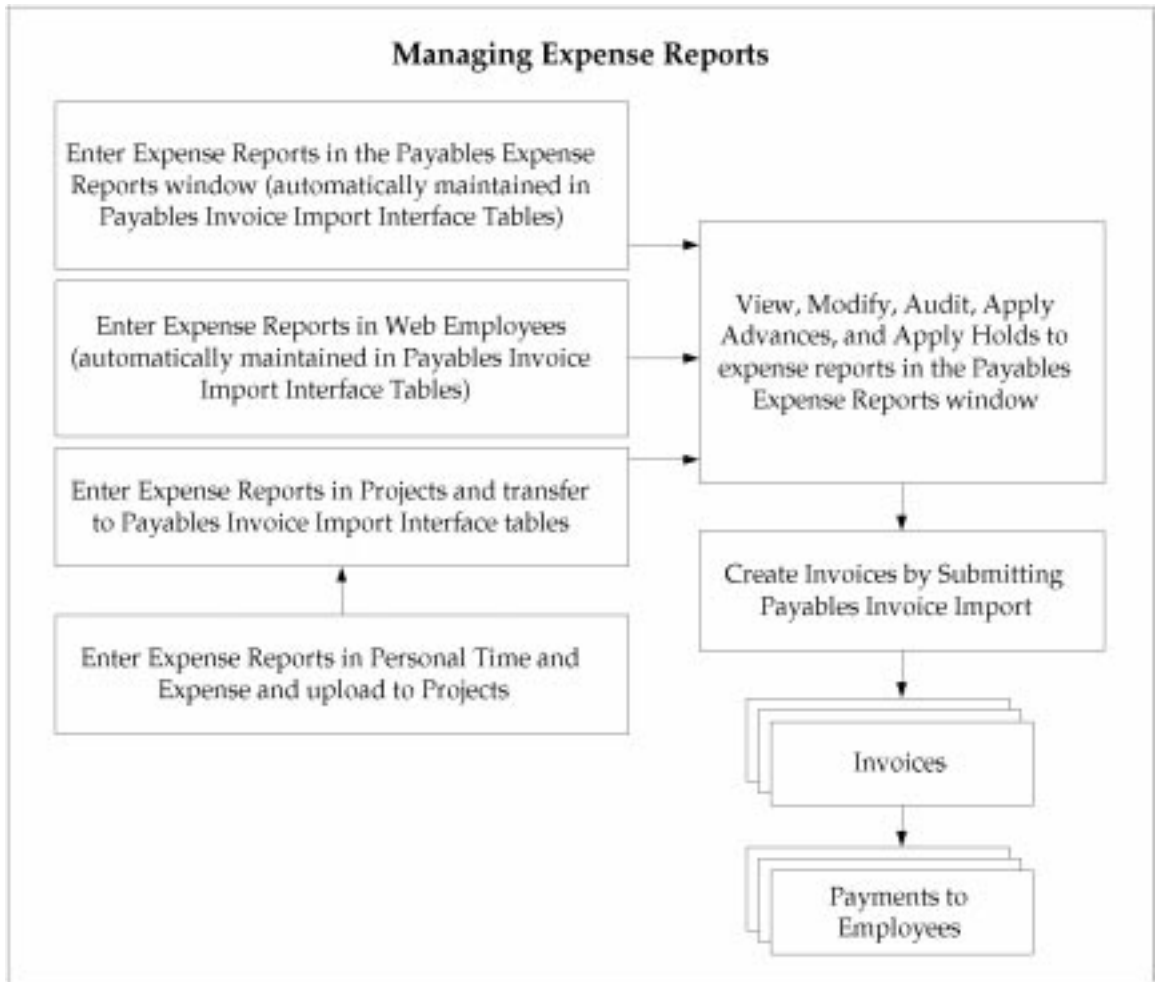 Managing Expense Reports
Enter Expense Reports in the Payables Expense
Reports window (automatically maintained in
Payables Invoice Import Interface Tables)
Enter Expense Reports in Web Employees
(automatically maintained in Payables Invoice
Import Interface Tables)
Enter Expense Reports in Projects and transfer
to Payables Invoice Import Interface tables
Enter Expense Reports in Personal Time and
Expense and upload to Projects
View, Modify, Audit, Apply
Advances, and Apply Holds to
expense reports in the Payables
Expense Reports window
Create Invoices by Submitting
Payables Invoice Import
Invoices
Payments to
Employees